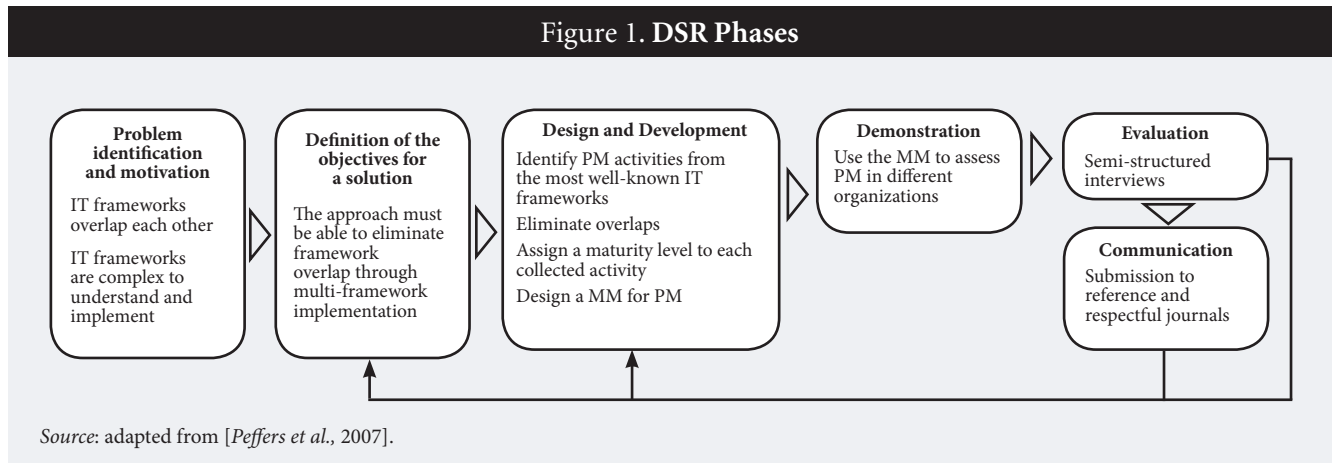 Figure 1. DSR Phases
Problem
identification
and motivation
IT frameworks
overlap each other
IT frameworks
are complex to
understand and
implement
Definition of the
objectives for
a solution
The approach must
be able to eliminate
framework
overlap through
multi-framework
implementation
Design and Development
Identify PM activities from
the most well-known IT
frameworks
Eliminate overlaps
Assign a maturity level to each
collected activity
Design a MM for PM
Demonstration
Use the MM to assess
PM in different
organizations
Evaluation
Semi-structured
interviews
Communication
Submission to
reference and
respectful journals
Source: adapted from [Peffers et al., 2007].